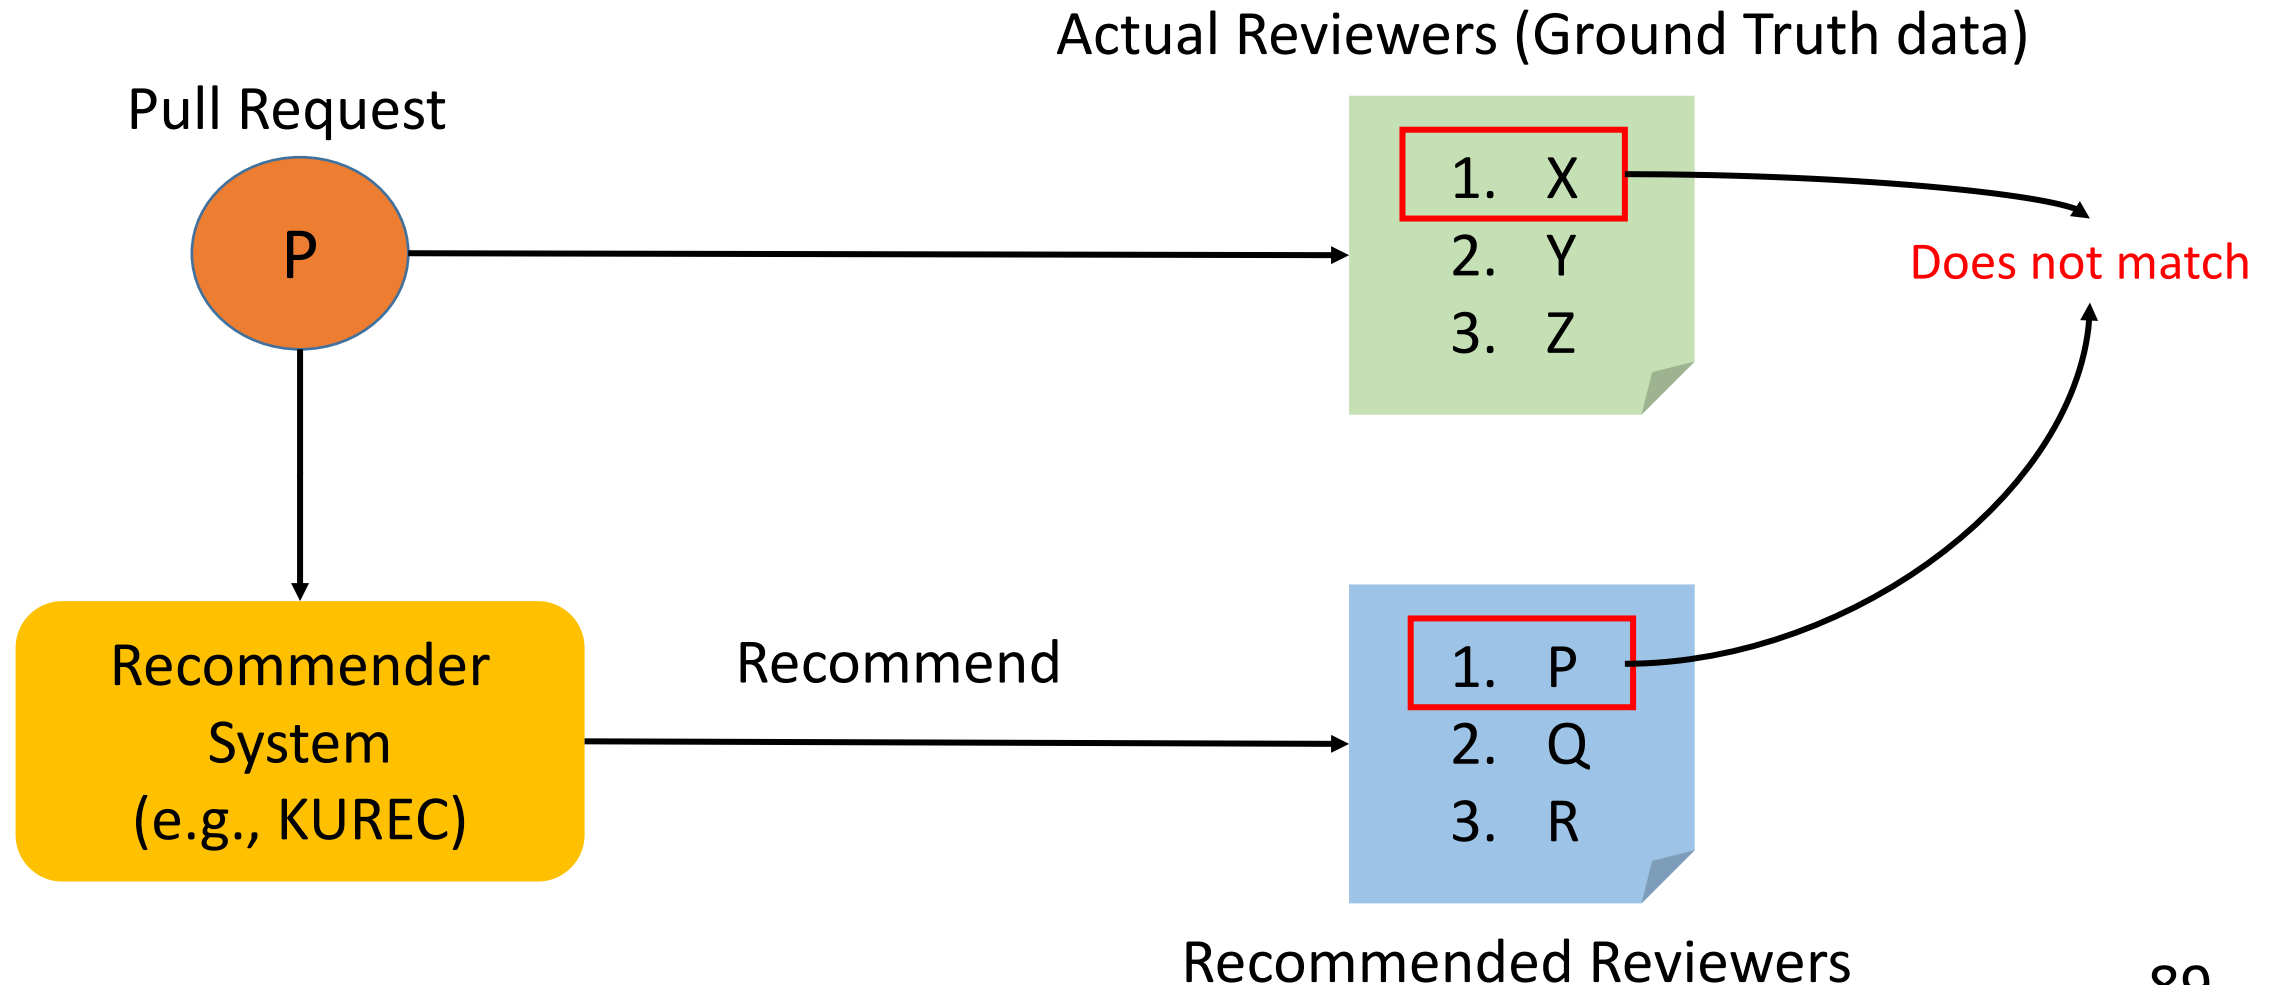 Actual Reviewers (Ground Truth data)
Pull Request
P
1. X
2. Y
3. Z
Does not match
Recommender
System
(e.g., KUREC)
Recommend
1. P
2. Q
3. R
Recommended Reviewers